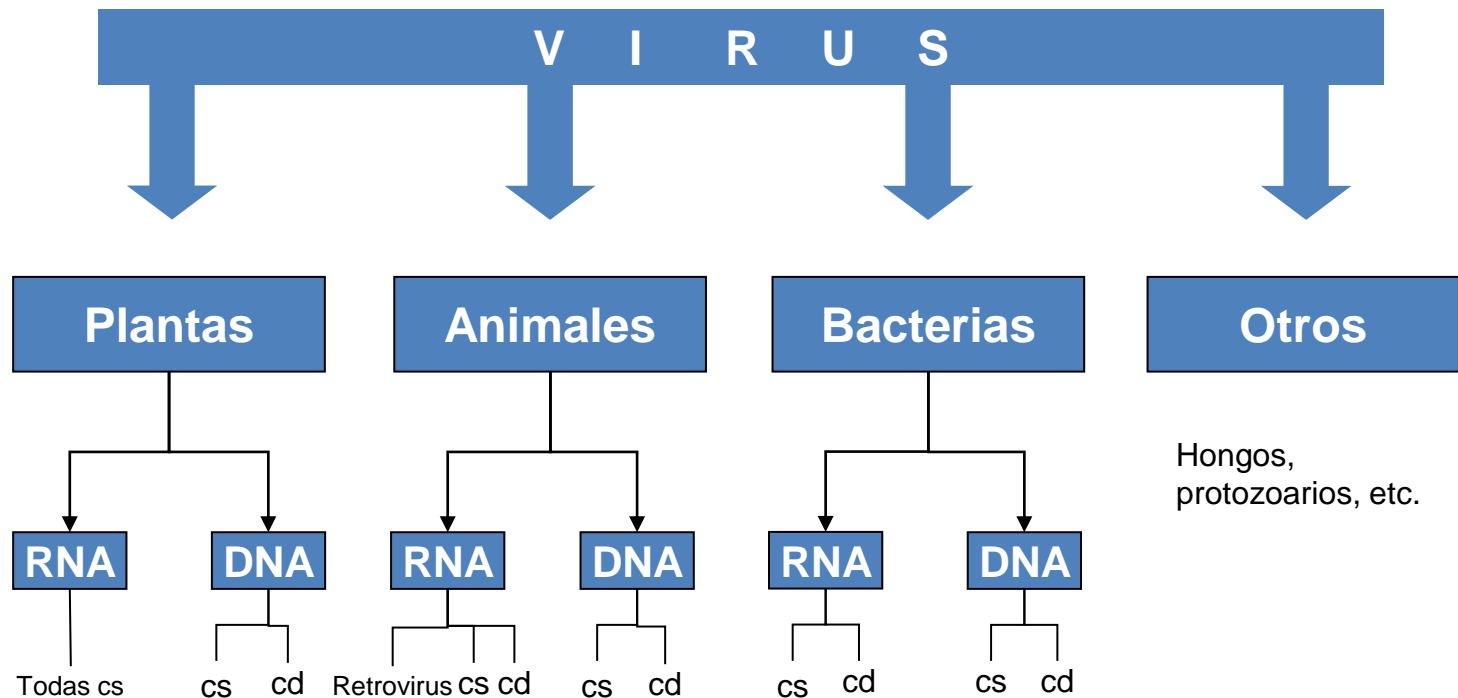 V I R U S
Plantas
Animales
Bacterias
Otros
Hongos,
protozoarios, etc.
RNA
DNA
RNA
DNA
RNA
DNA
Todas cs
cs
cd
Retrovirus
cs
cd
cs
cd
cs
cd
cs
cd